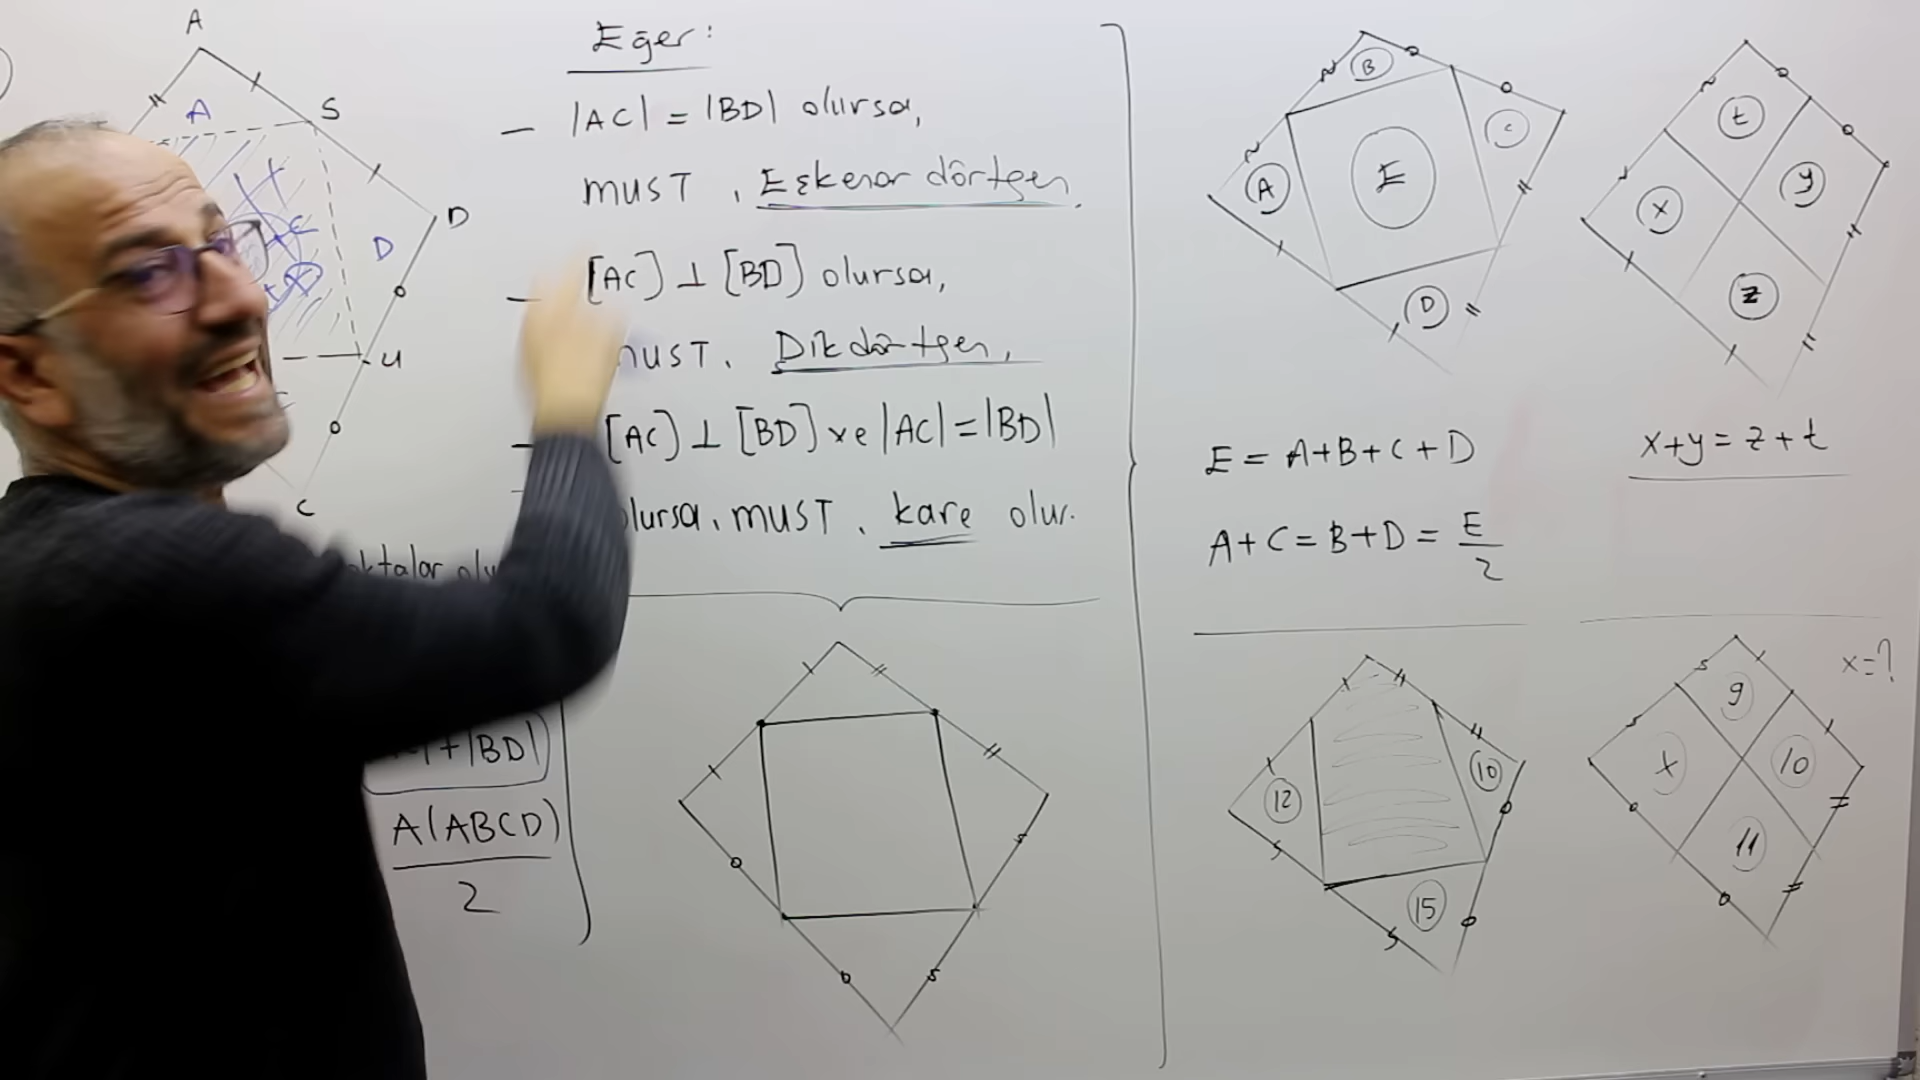 A
S
A
D
D
E
U
C
Eğer:
— |AC| = |BD| olursa,
MUST. Eşkenar dörtgen.
— [AC] ⊥ [BD] olursa,
MUST. Dikdörtgen,
— [AC] ⊥ [BD] ve |AC| = |BD|
olursa, MUST. kare olur.
+|BD|
A(ABCD)
2
B
A
E
C
D
E = A+B+C+D
A+C = B+D = E/2
t
x
y
z
x+y = z+t
12
10
15
x=?
9
x
10
11